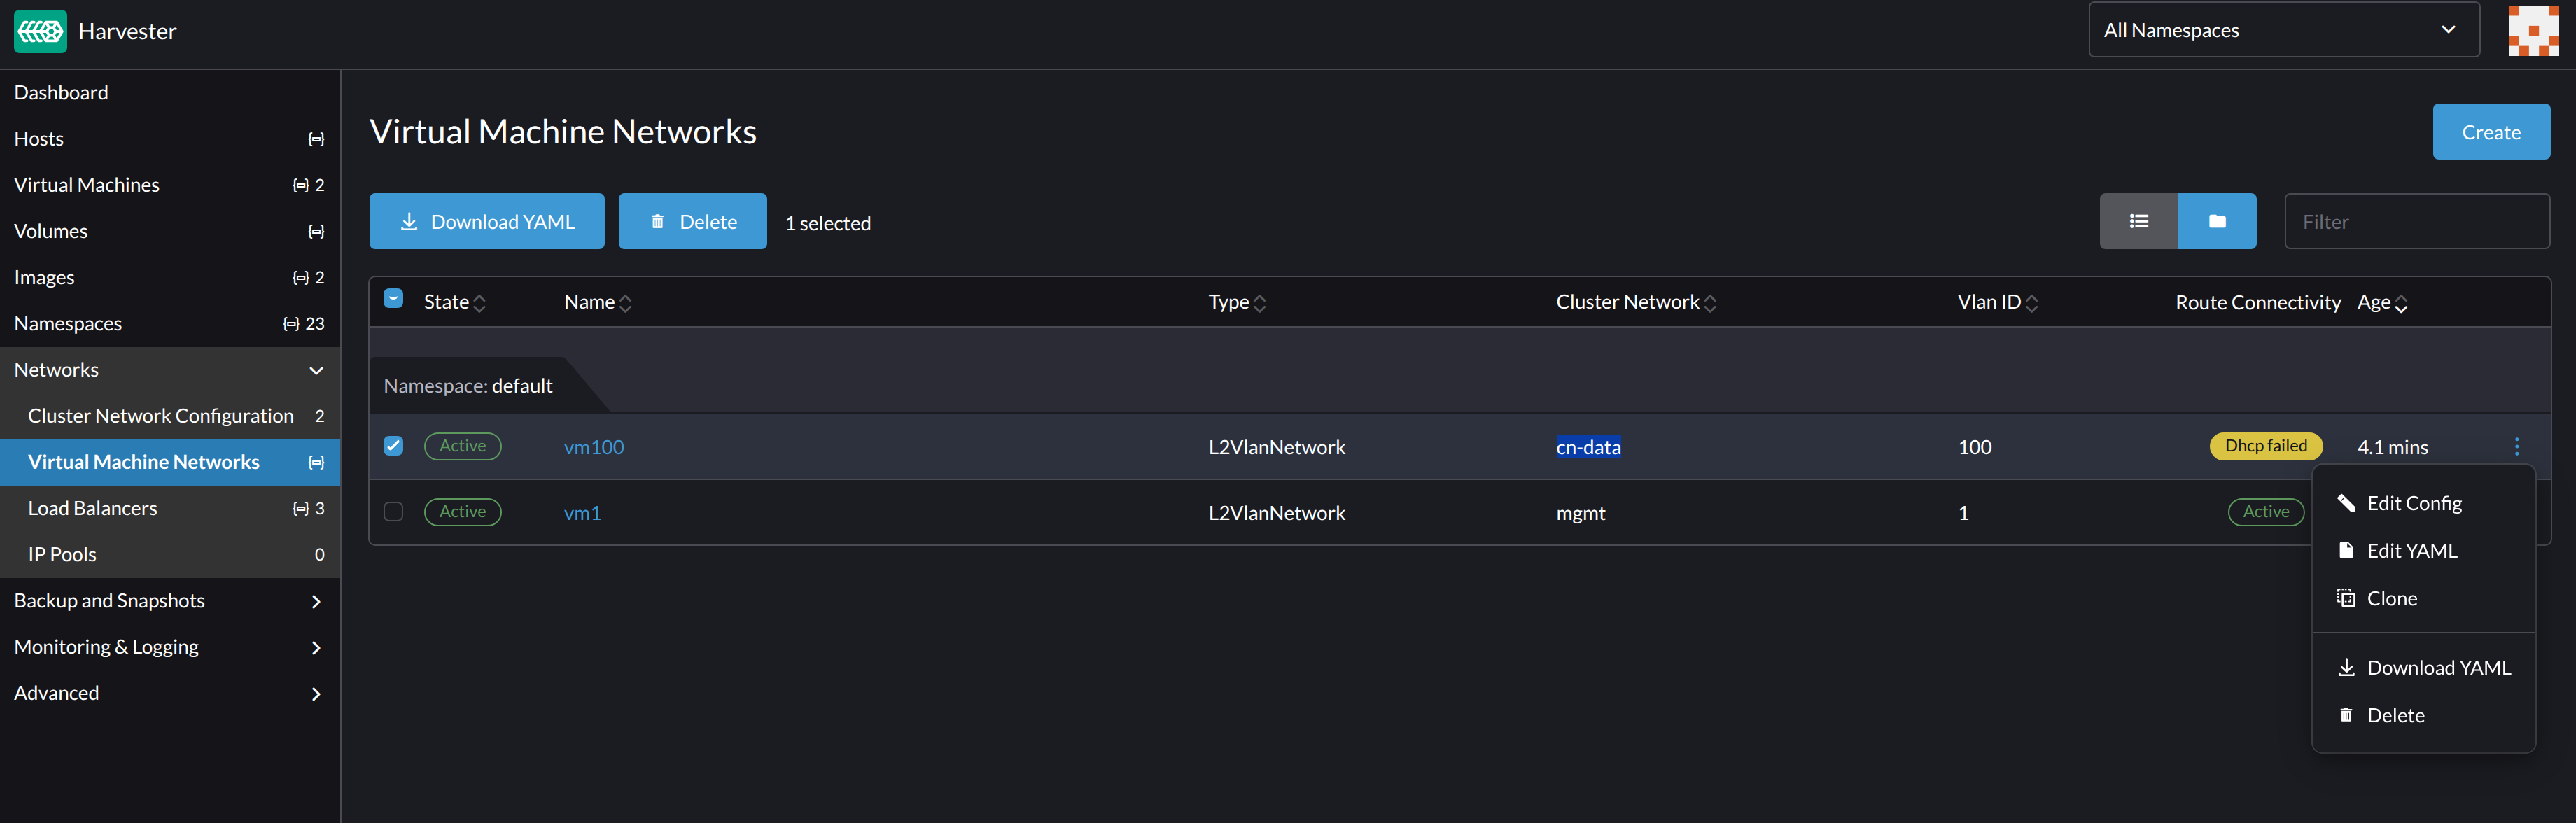 Harvester
All Namespaces
Dashboard
Hosts
Virtual Machines 2
Volumes
Images 2
Namespaces 23
Networks
Cluster Network Configuration 2
Virtual Machine Networks
Load Balancers 3
IP Pools 0
Backup and Snapshots
Monitoring & Logging
Advanced
Virtual Machine Networks
Create
Download YAML Delete 1 selected
Filter
State Name Type Cluster Network Vlan ID Route Connectivity Age
Namespace: default
Active vm100 L2VlanNetwork cn-data 100 Dhcp failed 4.1 mins
Active vm1 L2VlanNetwork mgmt 1 Active
Edit Config
Edit YAML
Clone
Download YAML
Delete